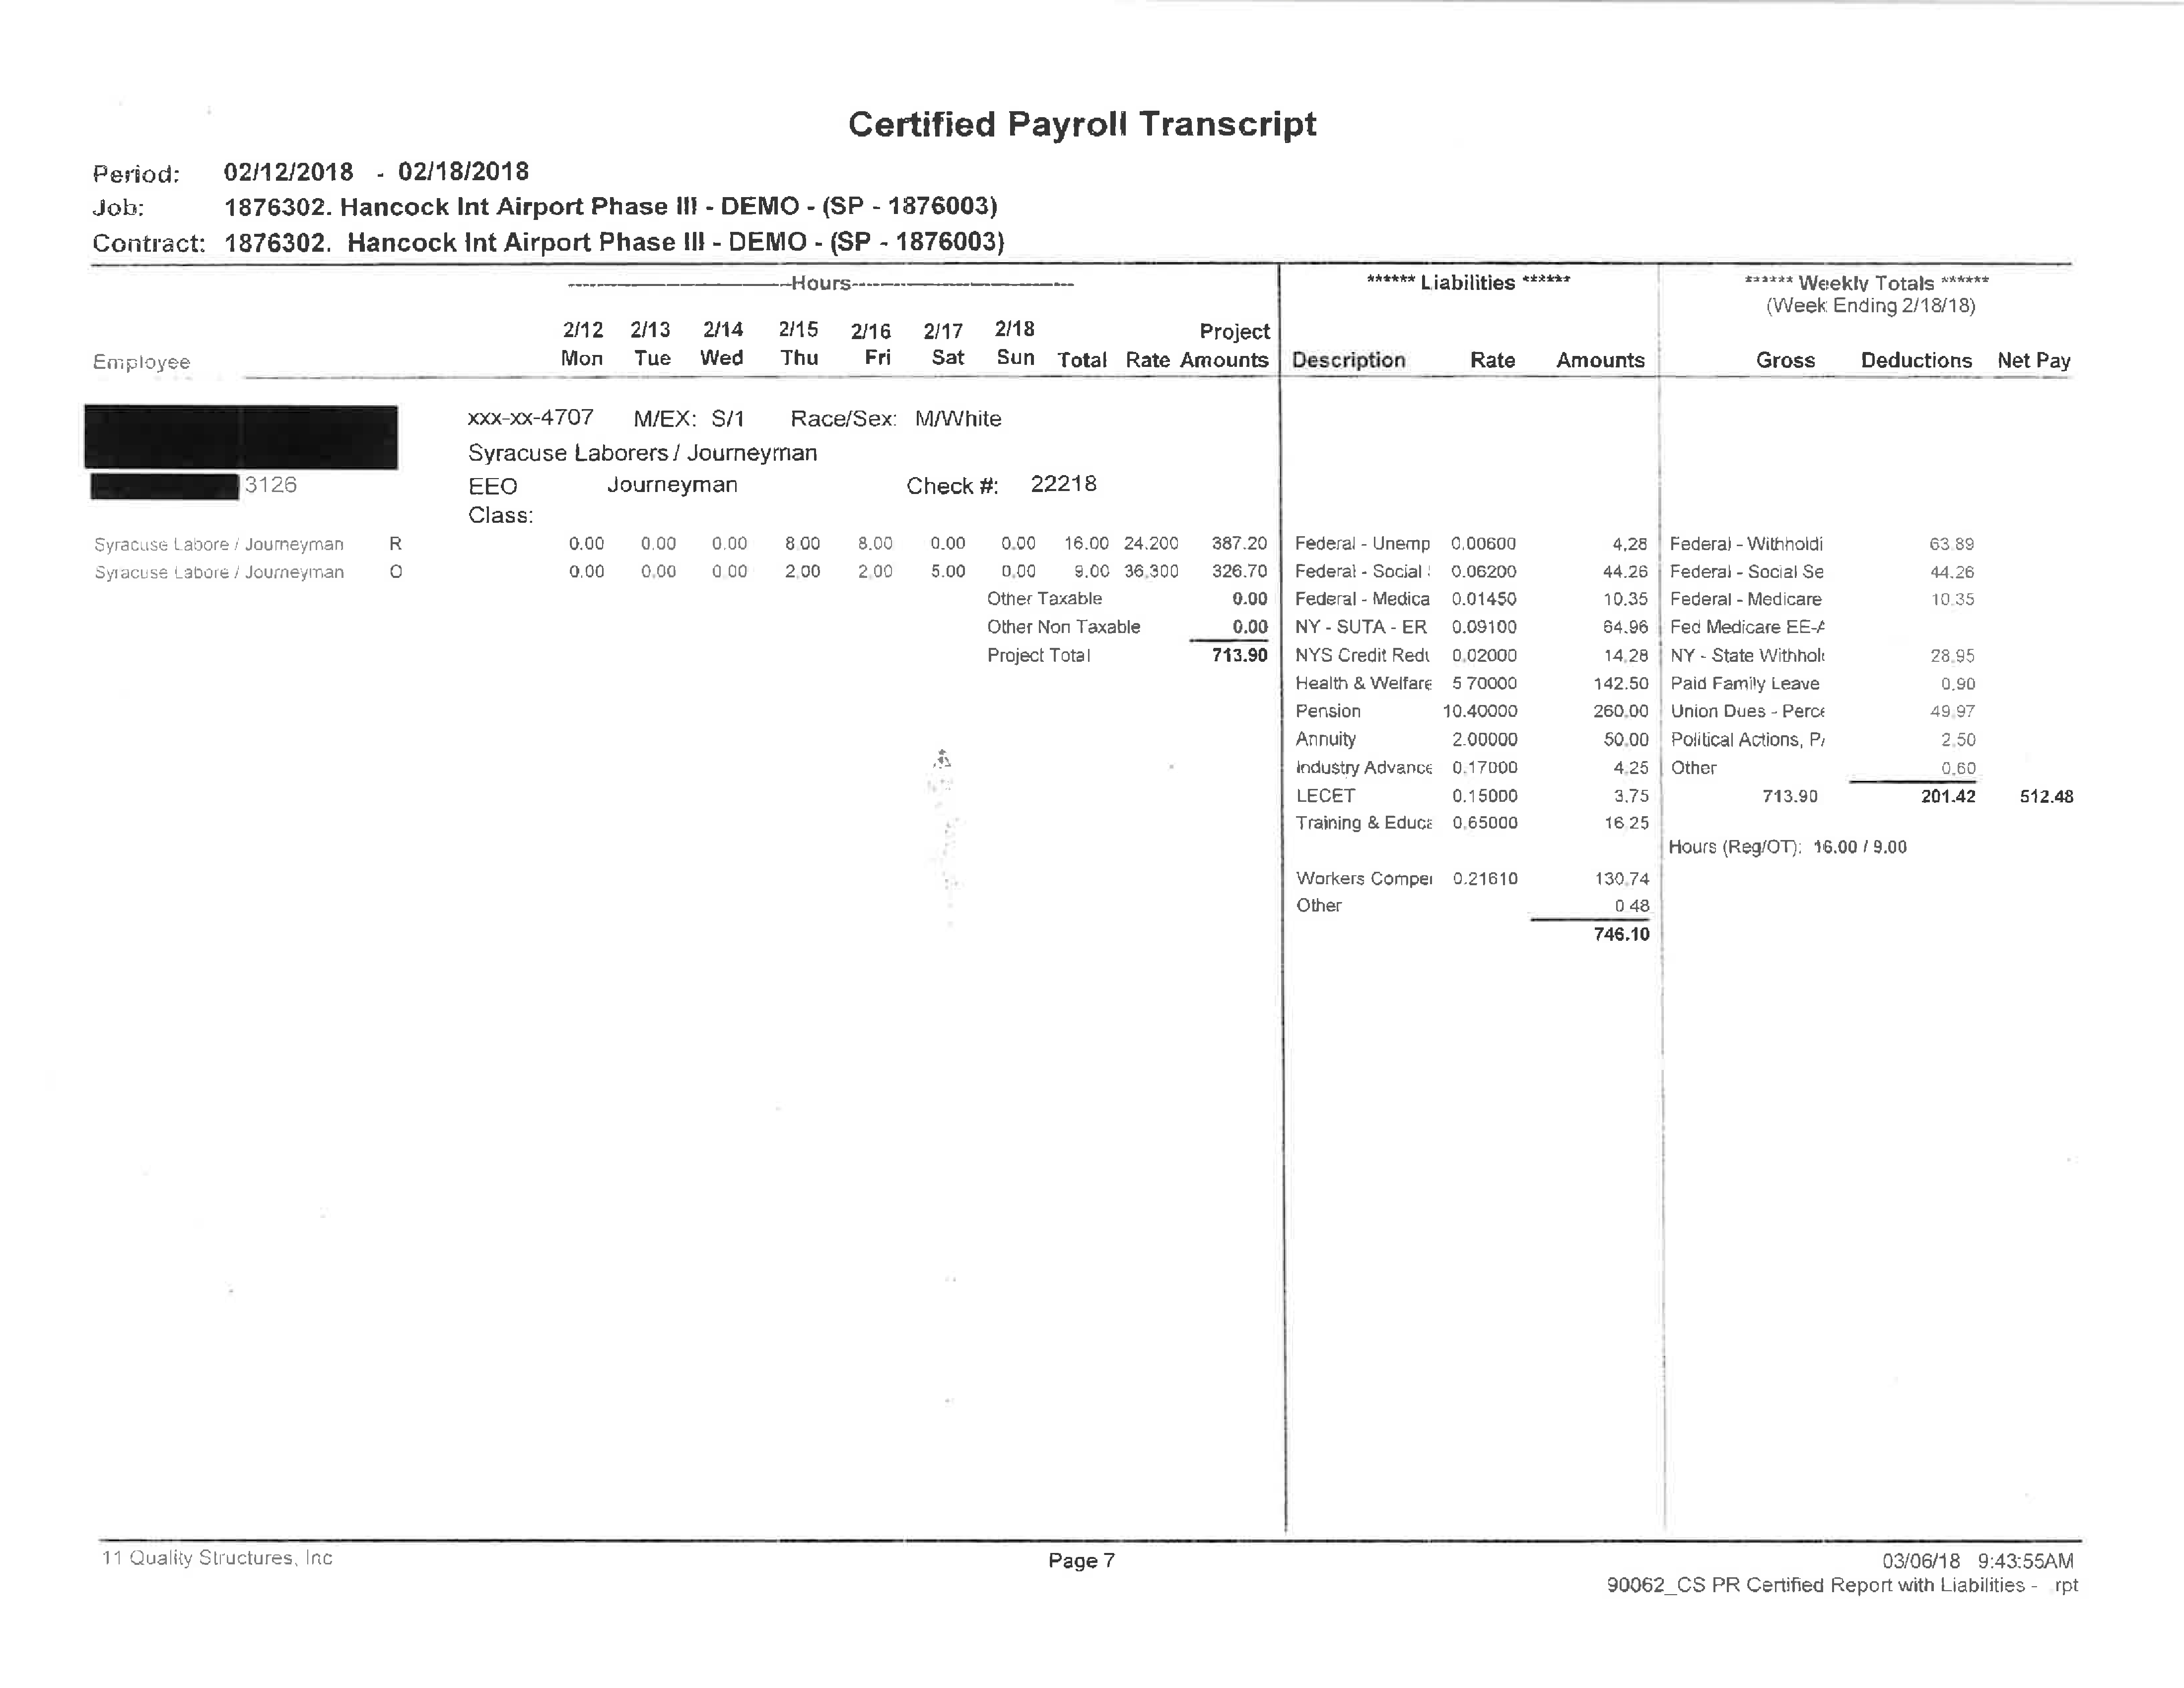 Certified Payroll Transcript
Period: 02/12/2018 - 02/18/2018
Job: 1876302. Hancock Int Airport Phase III - DEMO - (SP - 1876003)
Contract: 1876302. Hancock Int Airport Phase III - DEMO - (SP - 1876003)
Hours ****** Liabilities ****** ****** Weekly Totals ******
(Week Ending 2/18/18)
2/12 2/13 2/14 2/15 2/16 2/17 2/18 Project
Employee Mon Tue Wed Thu Fri Sat Sun Total Rate Amounts Description Rate Amounts Gross Deductions Net Pay
xxx-xx-4707 M/EX: S/1 Race/Sex: M/White
Syracuse Laborers / Journeyman
3126 EEO Journeyman Check #: 22218
Class:
Syracuse Labore / Journeyman R 0.00 0.00 0.00 8.00 8.00 0.00 0.00 16.00 24.200 387.20 Federal - Unemp 0.00600 4.28 Federal - Withholdi 63.89
Syracuse Labore / Journeyman O 0.00 0.00 0.00 2.00 2.00 5.00 0.00 9.00 36.300 326.70 Federal - Social 0.06200 44.26 Federal - Social Se 44.26
Other Taxable 0.00 Federal - Medica 0.01450 10.35 Federal - Medicare 10.35
Other Non Taxable 0.00 NY - SUTA - ER 0.09100 64.96 Fed Medicare EE-A
Project Total 713.90 NYS Credit Redu 0.02000 14.28 NY - State Withhol 28.95
Health & Welfare 5.70000 142.50 Paid Family Leave 0.90
Pension 10.40000 260.00 Union Dues - Perce 49.97
Annuity 2.00000 50.00 Political Actions, P 2.50
Industry Advance 0.17000 4.25 Other 0.60
LECET 0.15000 3.75 713.90 201.42 512.48
Training & Educa 0.65000 16.25
Hours (Reg/OT): 16.00 / 9.00
Workers Compe 0.21610 130.74
Other 0.48
746.10
11 Quality Structures, Inc Page 7 03/06/18 9:43:55AM
90062_CS PR Certified Report with Liabilities - .rpt